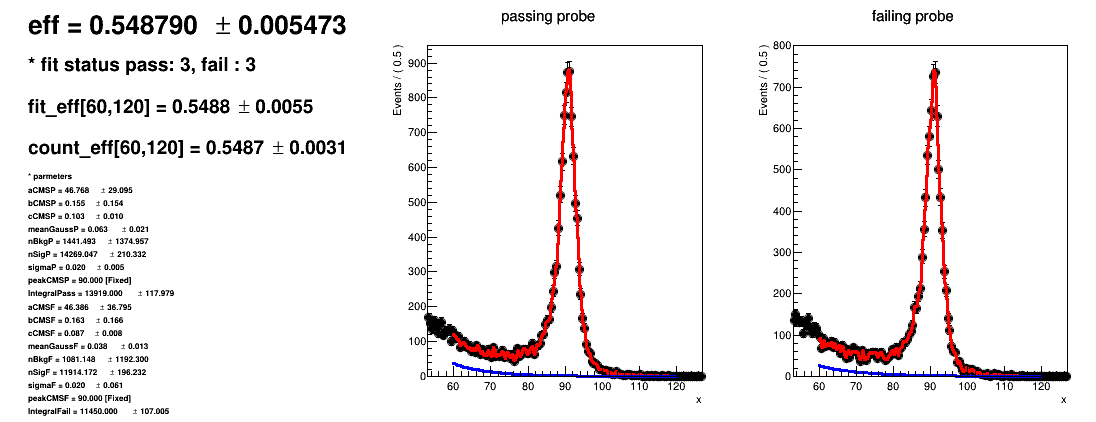 eff = 0.548790 ± 0.005473
* fit status pass: 3, fail : 3
fit_eff[60,120] = 0.5488 ± 0.0055
count_eff[60,120] = 0.5487 ± 0.0031
* parmeters
aCMSP = 46.768 ± 29.095
bCMSP = 0.155 ± 0.154
cCMSP = 0.103 ± 0.010
meanGaussP = 0.063 ± 0.021
nBkgP = 1441.493 ± 1374.957
nSigP = 14269.047 ± 210.332
sigmaP = 0.020 ± 0.005
peakCMSP = 90.000 [Fixed]
IntegralPass = 13919.000 ± 117.979
aCMSF = 46.386 ± 36.795
bCMSF = 0.163 ± 0.166
cCMSF = 0.087 ± 0.008
meanGaussF = 0.038 ± 0.013
nBkgF = 1081.148 ± 1192.300
nSigF = 11914.172 ± 196.232
sigmaF = 0.020 ± 0.061
peakCMSF = 90.000 [Fixed]
IntegralFail = 11450.000 ± 107.005
passing probe
Events / ( 0.5 )
900
800
700
600
500
400
300
200
100
0
60 70 80 90 100 110 120
x
failing probe
Events / ( 0.5 )
800
700
600
500
400
300
200
100
0
60 70 80 90 100 110 120
x